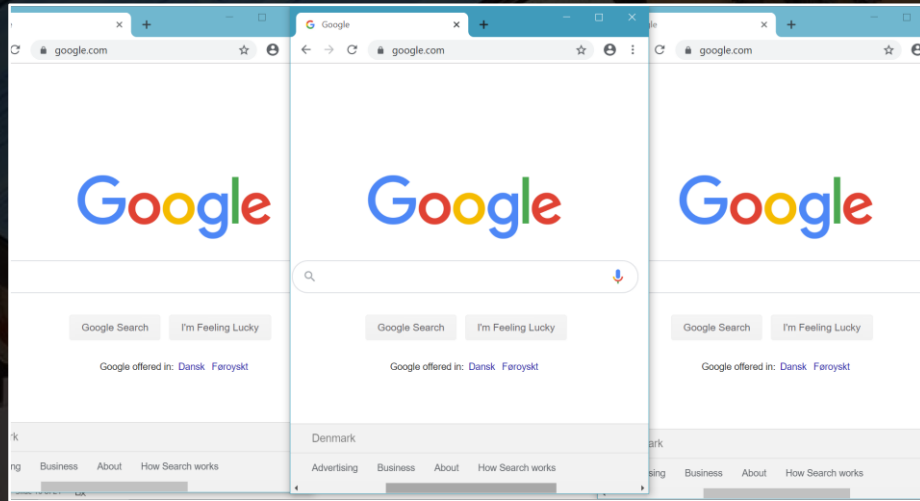 Google
google.com
google.com
google.com
Google
Google
Google
Google Search
I'm Feeling Lucky
Google Search
I'm Feeling Lucky
Google Search
I'm Feeling Lucky
Google offered in: Dansk Føroyskt
Google offered in: Dansk Føroyskt
Google offered in: Dansk Føroyskt
Denmark
Business About How Search works
Advertising Business About How Search works
Business About How Search works